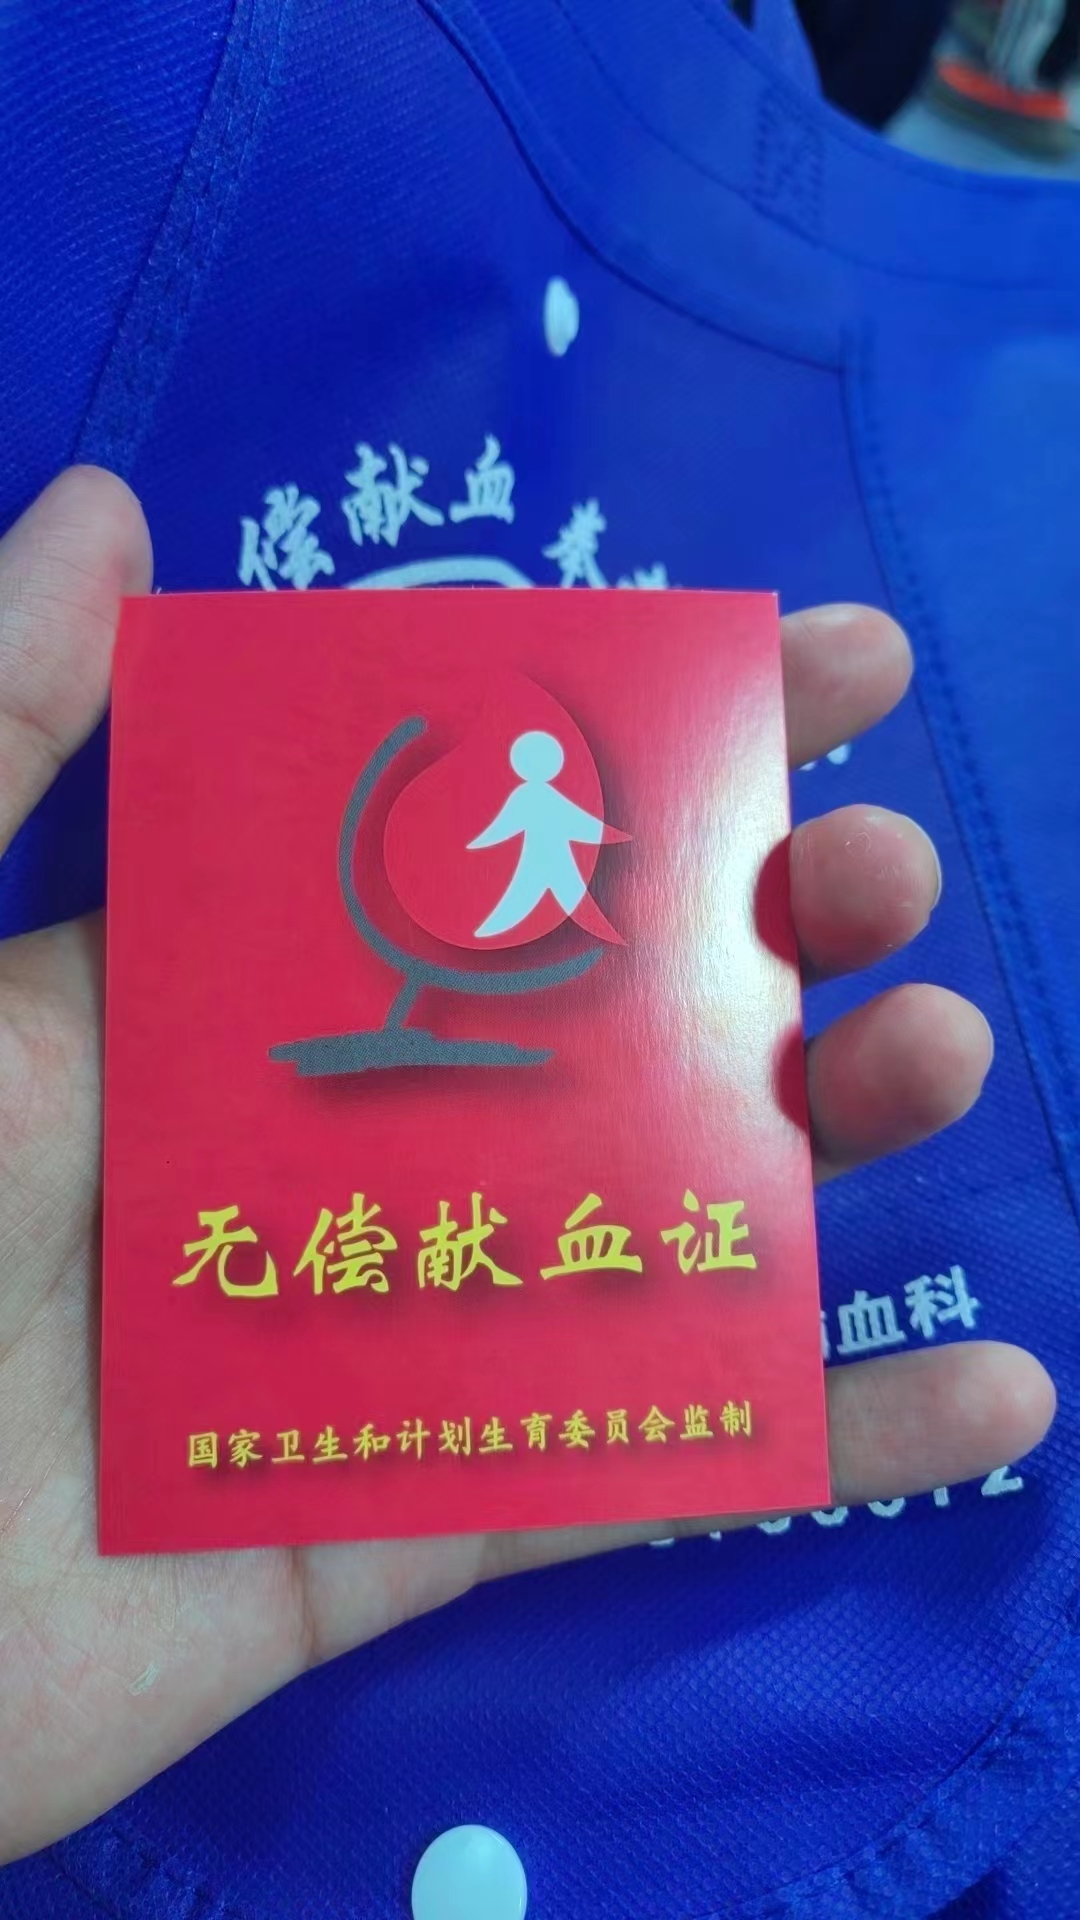 偿献血
无偿献血证
国家卫生和计划生育委员会监制
血科